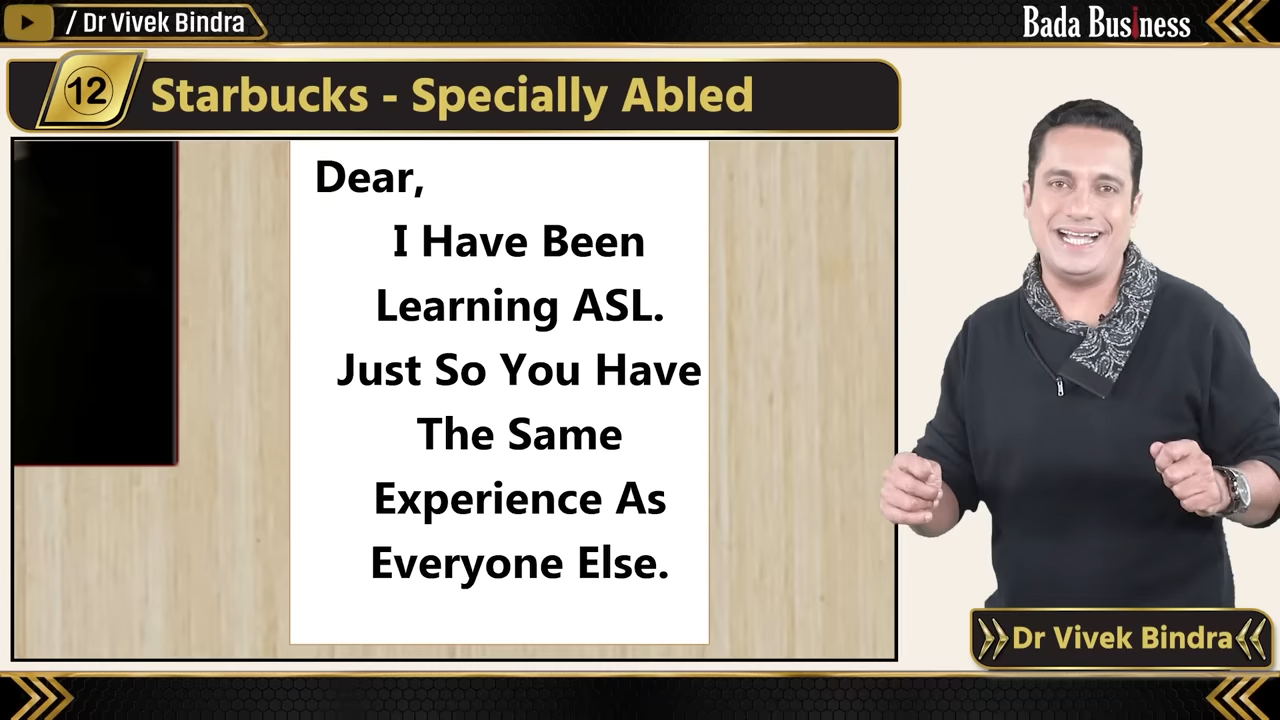 / Dr Vivek Bindra
Bada Business
12
Starbucks - Specially Abled
Dear,
I Have Been
Learning ASL.
Just So You Have
The Same
Experience As
Everyone Else.
Dr Vivek Bindra